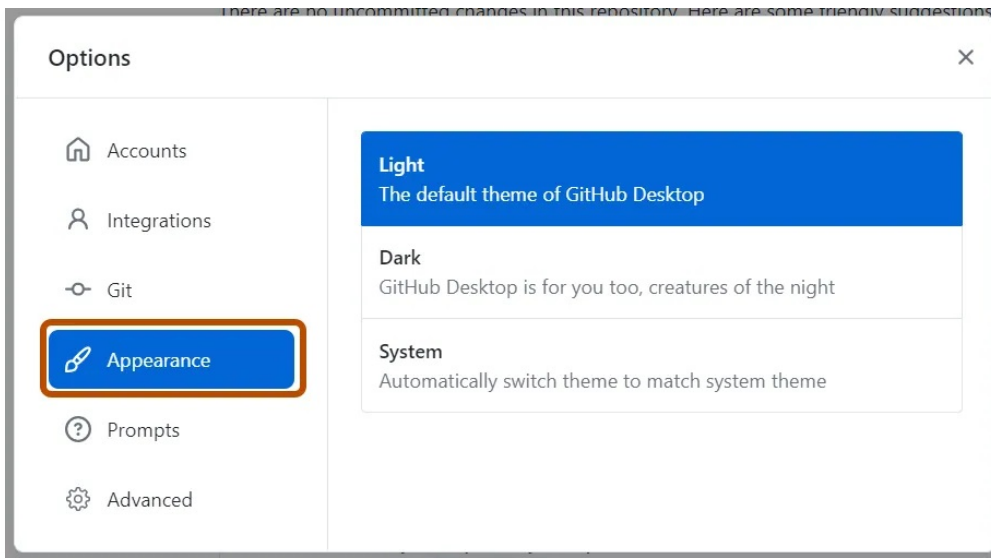 There are no uncommitted changes in this repository. Here are some friendly suggestions
Options
Accounts
Integrations
Git
Appearance
Prompts
Advanced
Light
The default theme of GitHub Desktop
Dark
GitHub Desktop is for you too, creatures of the night
System
Automatically switch theme to match system theme